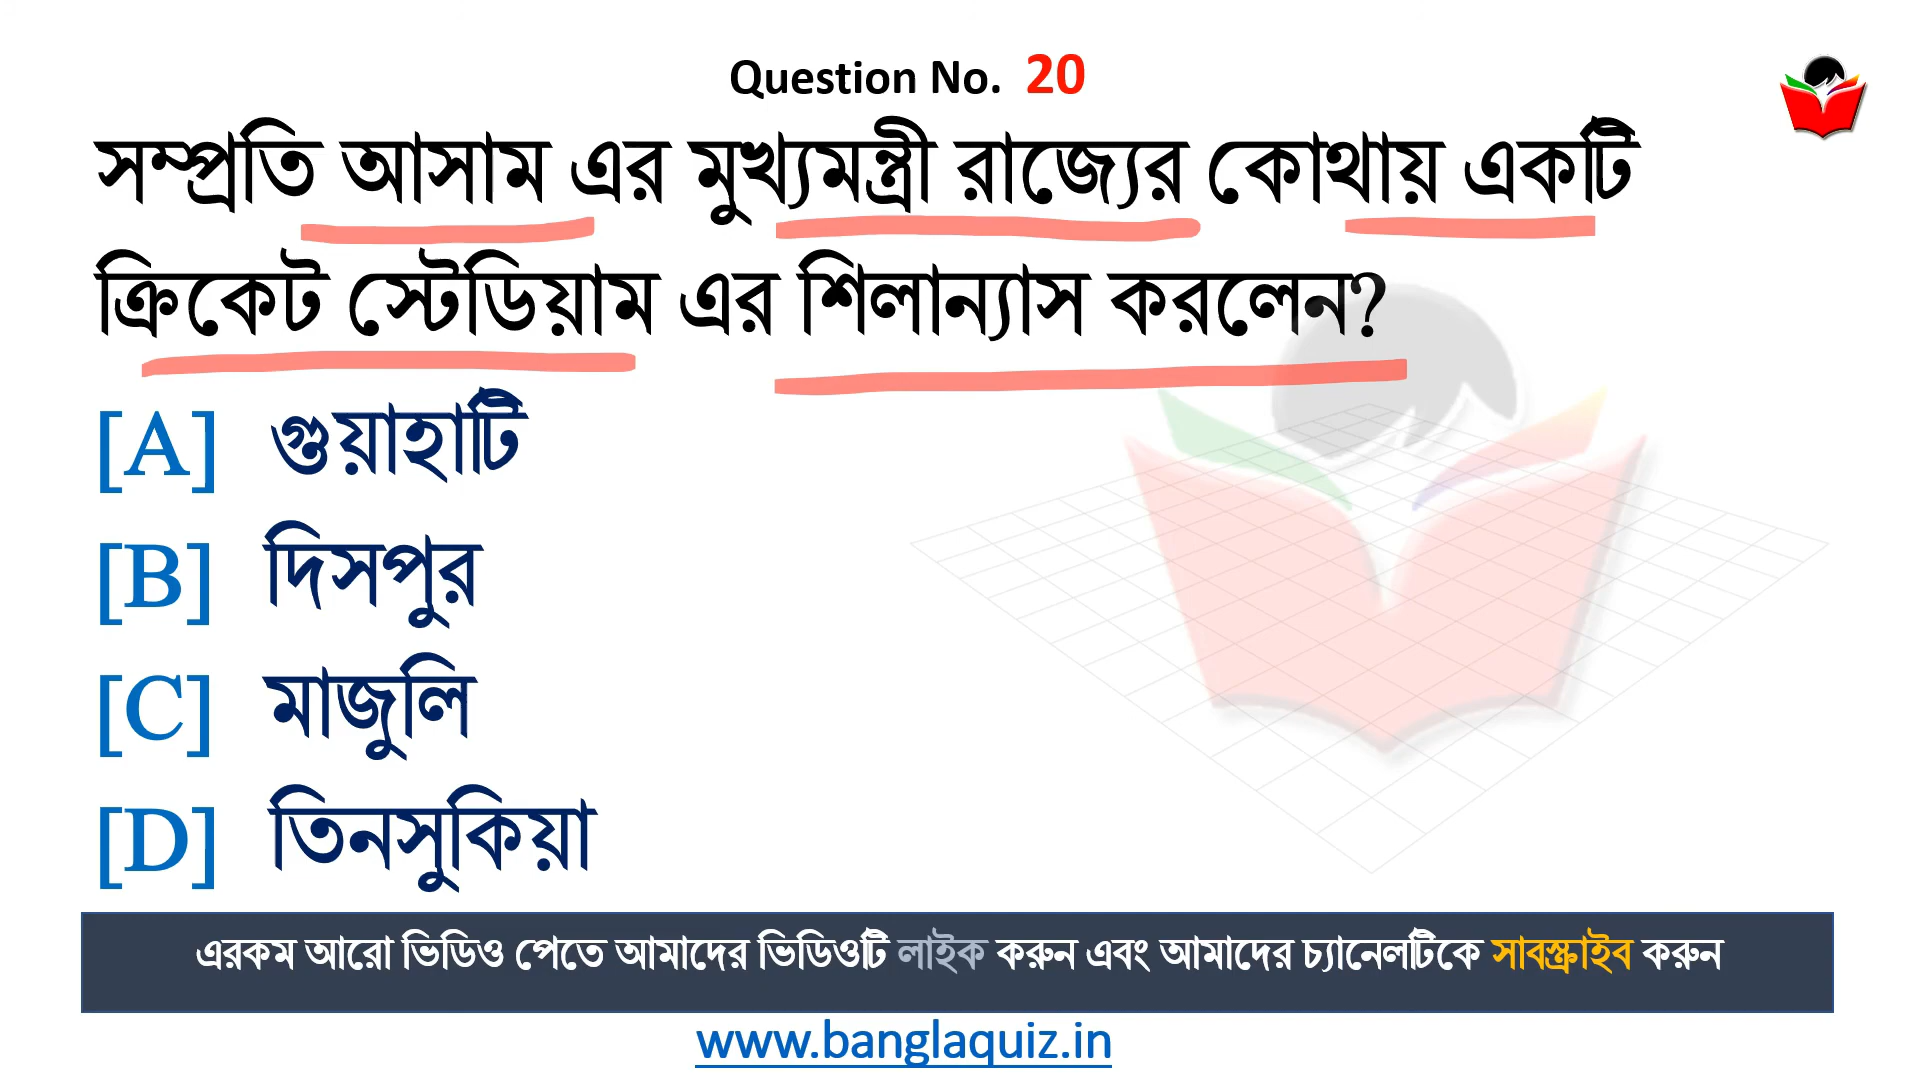 Question No. 20
সম্প্রতি আসাম এর মুখ্যমন্ত্রী রাজ্যের কোথায় একটি
ক্রিকেট স্টেডিয়াম এর শিলান্যাস করলেন?
[A] গুয়াহাটি
[B] দিসপুর
[C] মাজুলি
[D] তিনসুকিয়া
এরকম আরো ভিডিও পেতে আমাদের ভিডিওটি লাইক করুন এবং আমাদের চ্যানেলটিকে সাবস্ক্রাইব করুন
www.banglaquiz.in